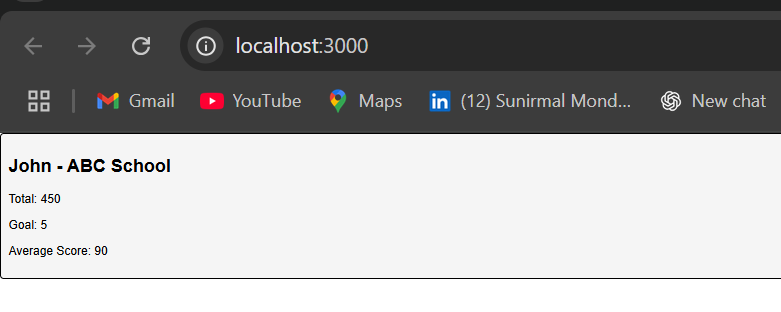 localhost:3000
Gmail YouTube Maps (12) Sunirmal Mond... New chat
John - ABC School
Total: 450
Goal: 5
Average Score: 90